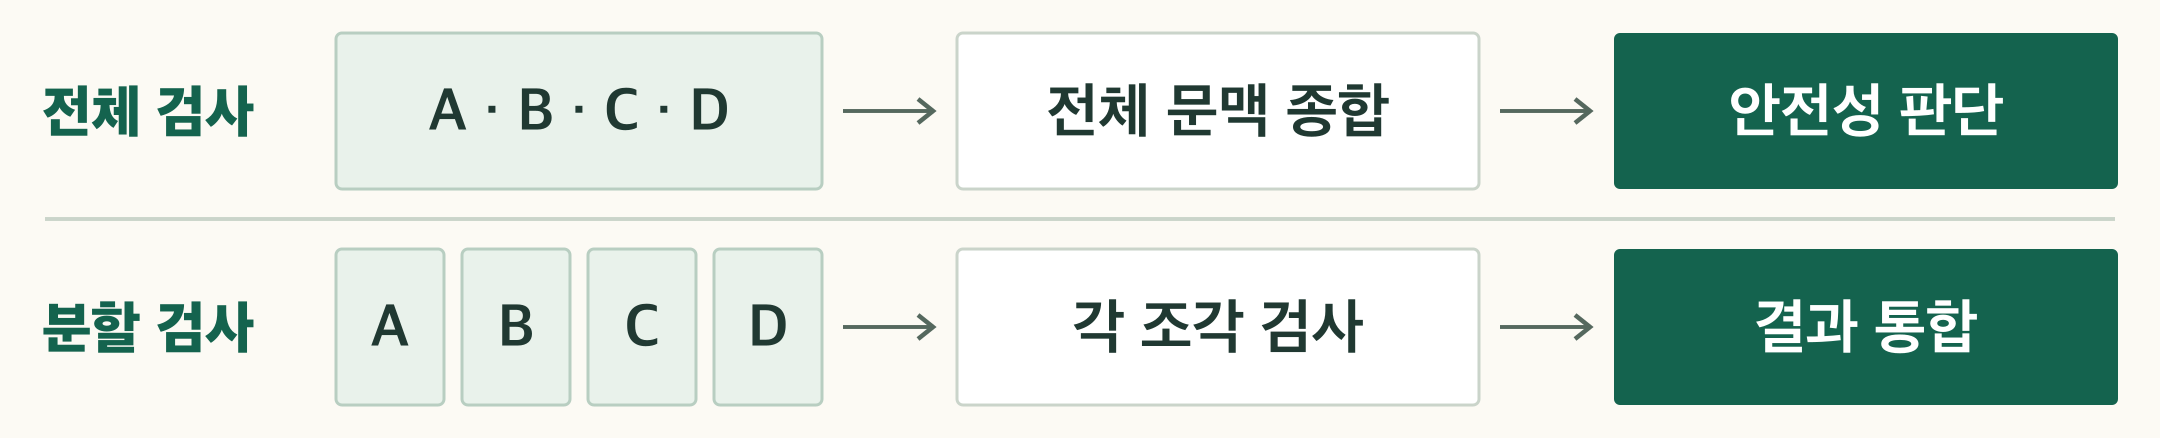 전체 검사
A · B · C · D
전체 문맥 종합
안전성 판단
분할 검사
A
B
C
D
각 조각 검사
결과 통합